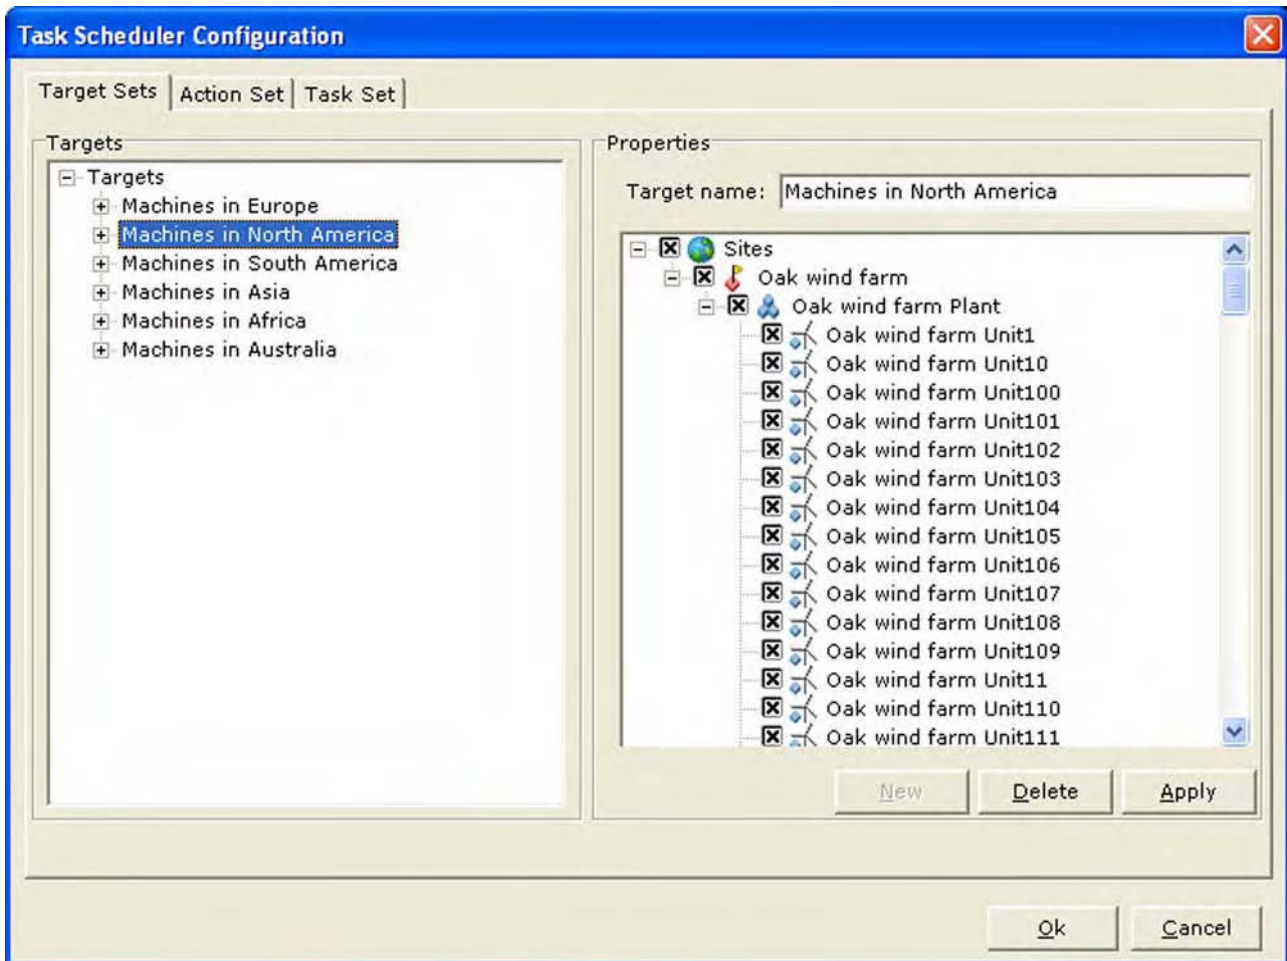 Task Scheduler Configuration
Target Sets
Action Set
Task Set
Targets
Targets
Machines in Europe
Machines in North America
Machines in South America
Machines in Asia
Machines in Africa
Machines in Australia
Properties
Target name: Machines in North America
Sites
Oak wind farm
Oak wind farm Plant
Oak wind farm Unit1
Oak wind farm Unit10
Oak wind farm Unit100
Oak wind farm Unit101
Oak wind farm Unit102
Oak wind farm Unit103
Oak wind farm Unit104
Oak wind farm Unit105
Oak wind farm Unit106
Oak wind farm Unit107
Oak wind farm Unit108
Oak wind farm Unit109
Oak wind farm Unit11
Oak wind farm Unit110
Oak wind farm Unit111
New
Delete
Apply
Ok
Cancel